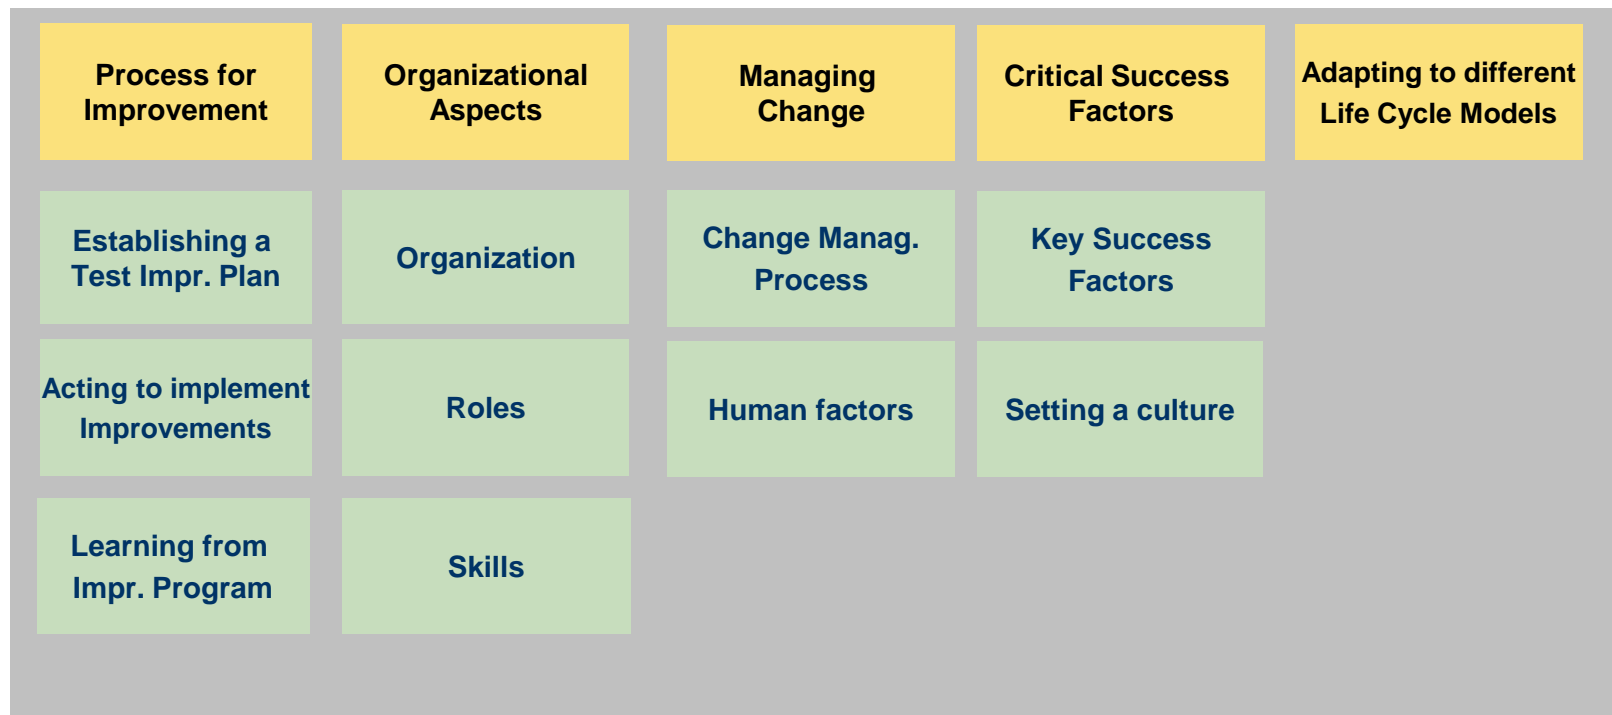 Process for
Improvement
Organizational
Aspects
Managing
Change
Critical Success
Factors
Adapting to different
Life Cycle Models
Establishing a
Test Impr. Plan
Organization
Change Manag.
Process
Key Success
Factors
Acting to implement
Improvements
Roles
Human factors
Setting a culture
Learning from
Impr. Program
Skills